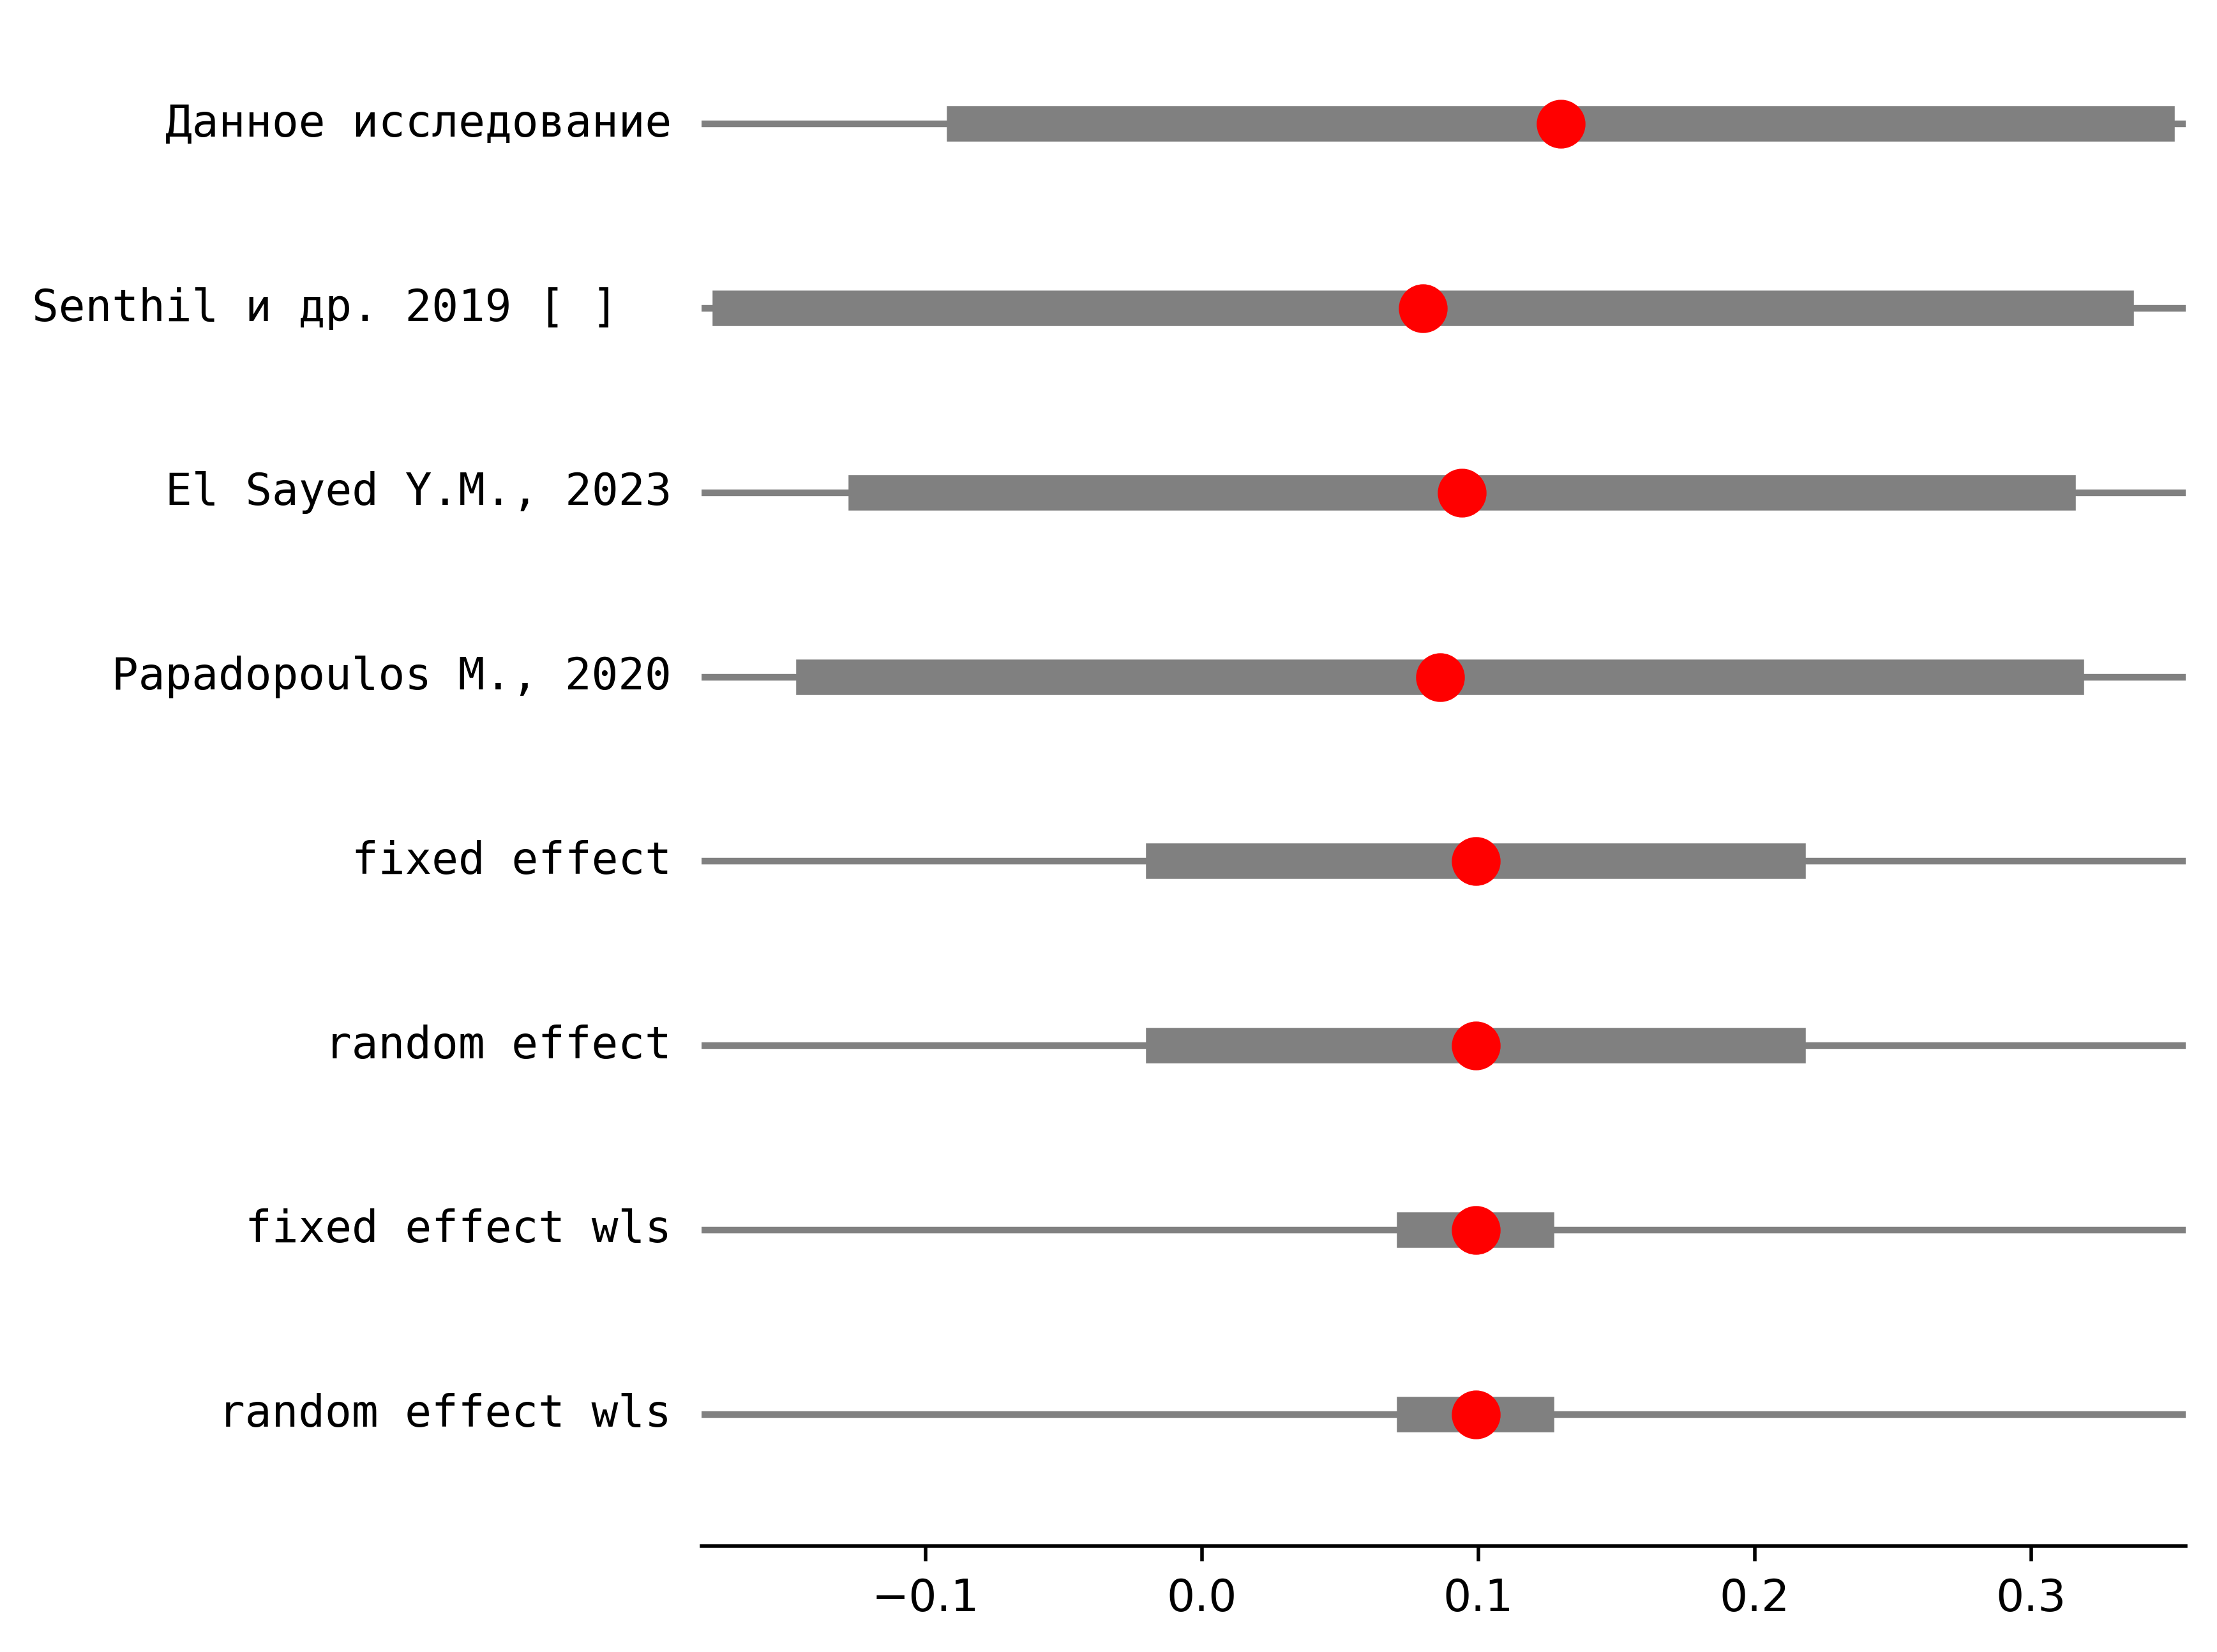 Данное исследование
Senthil и др. 2019 [ ]
El Sayed Y.M., 2023
Papadopoulos M., 2020
fixed effect
random effect
fixed effect wls
random effect wls
−0.1 0.0 0.1 0.2 0.3